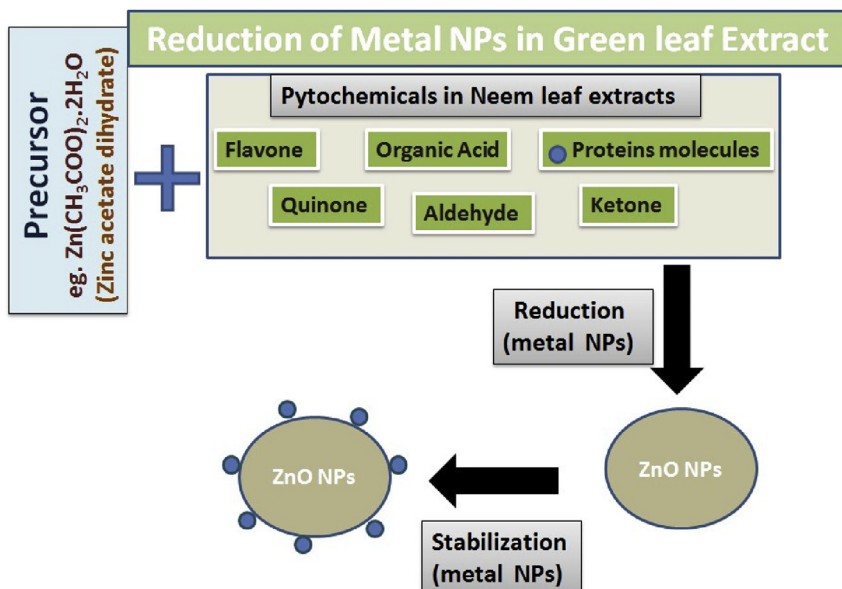 Reduction of Metal NPs in Green leaf Extract
Precursor
eg. Zn(CH₃COO)₂.2H₂O
(Zinc acetate dihydrate)
Pytochemicals in Neem leaf extracts
Flavone
Organic Acid
Proteins molecules
Quinone
Aldehyde
Ketone
Reduction
(metal NPs)
ZnO NPs
ZnO NPs
Stabilization
(metal NPs)